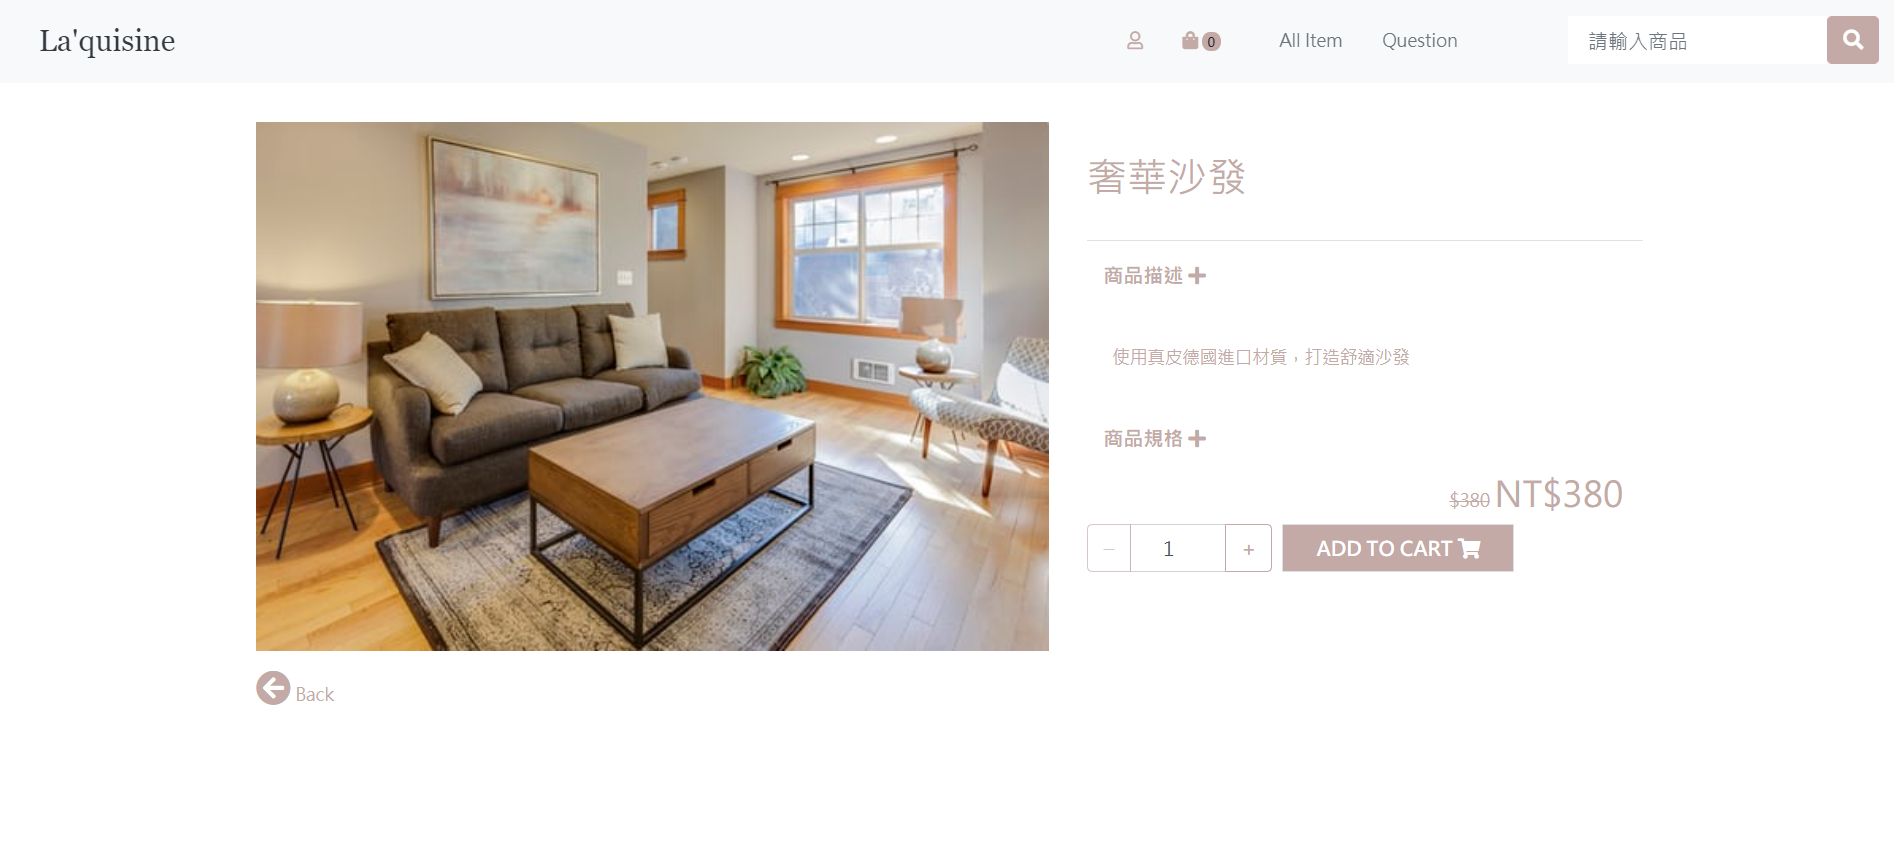 La'quisine
0
All Item
Question
請輸入商品
奢華沙發
商品描述
使用真皮德國進口材質，打造舒適沙發
商品規格
$380 NT$380
− 1 + ADD TO CART
Back